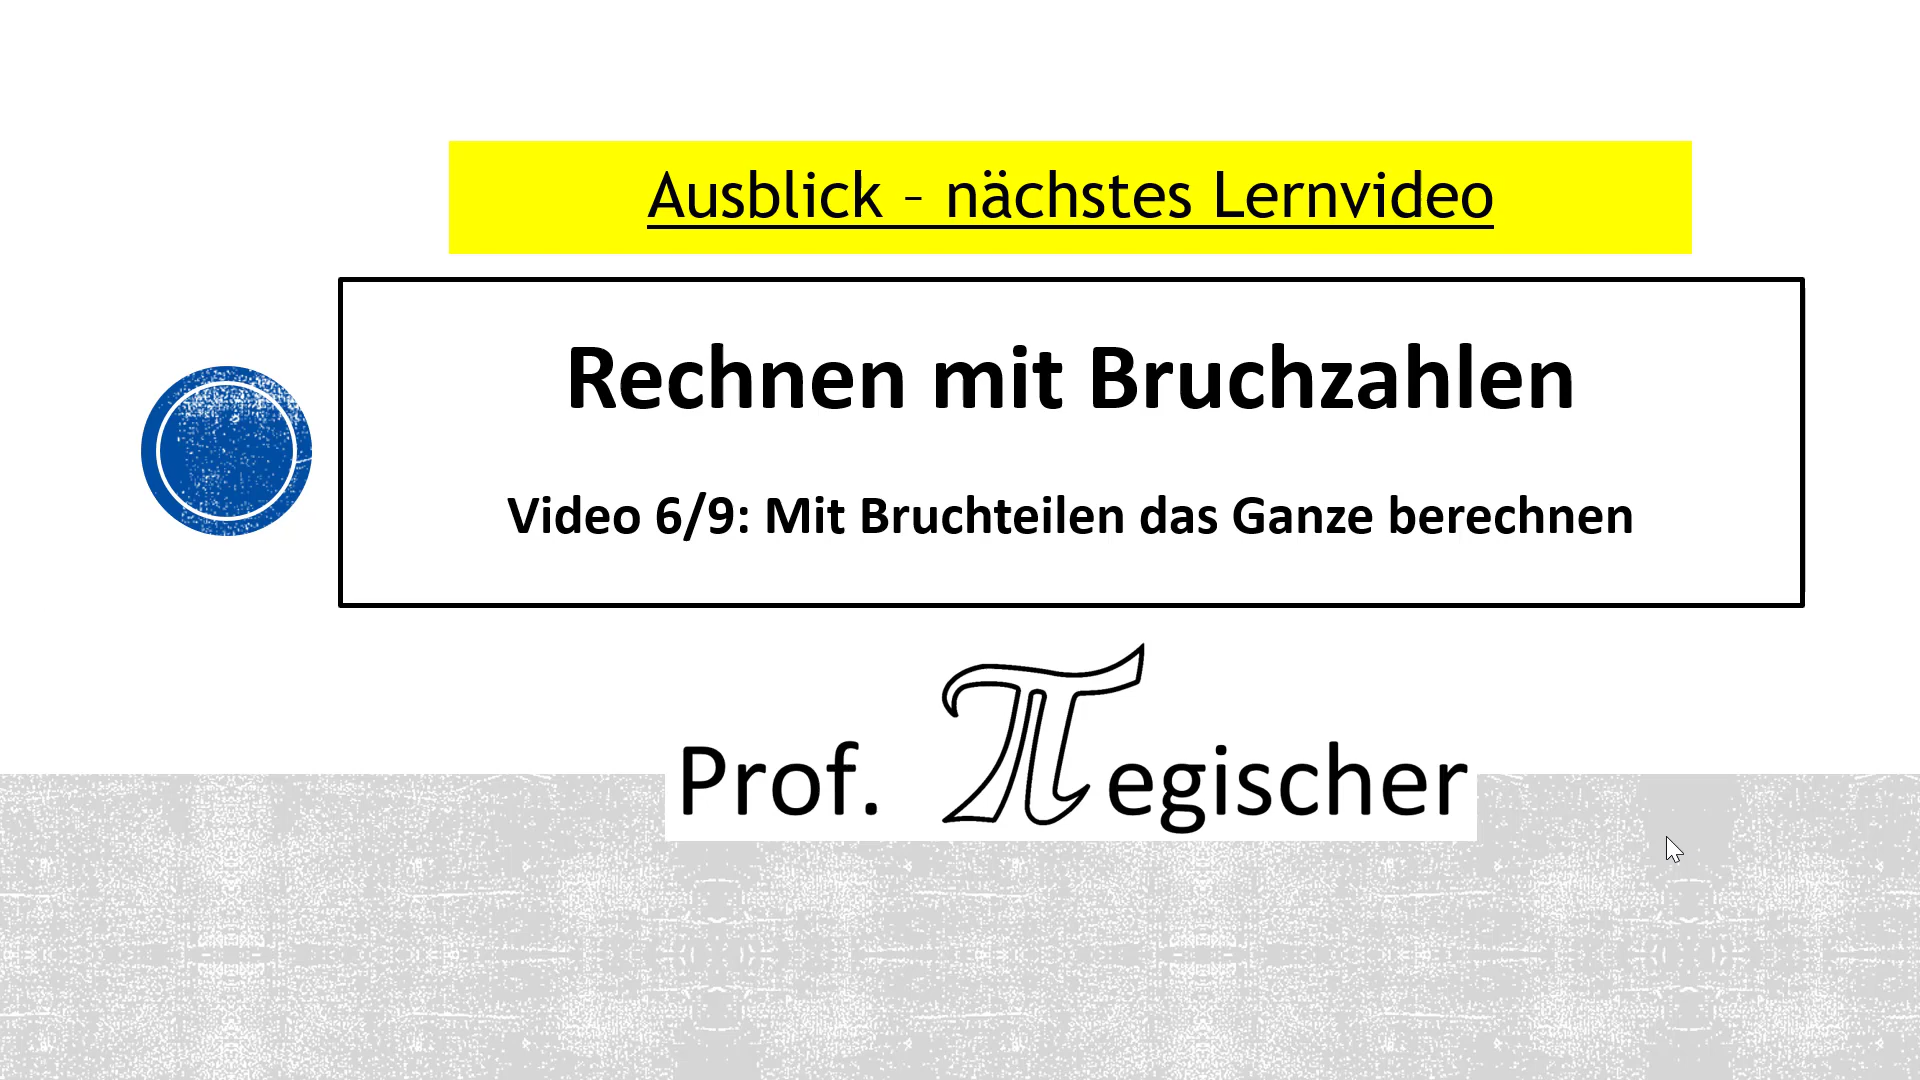 Ausblick – nächstes Lernvideo
Rechnen mit Bruchzahlen
Video 6/9: Mit Bruchteilen das Ganze berechnen
Prof. πegischer